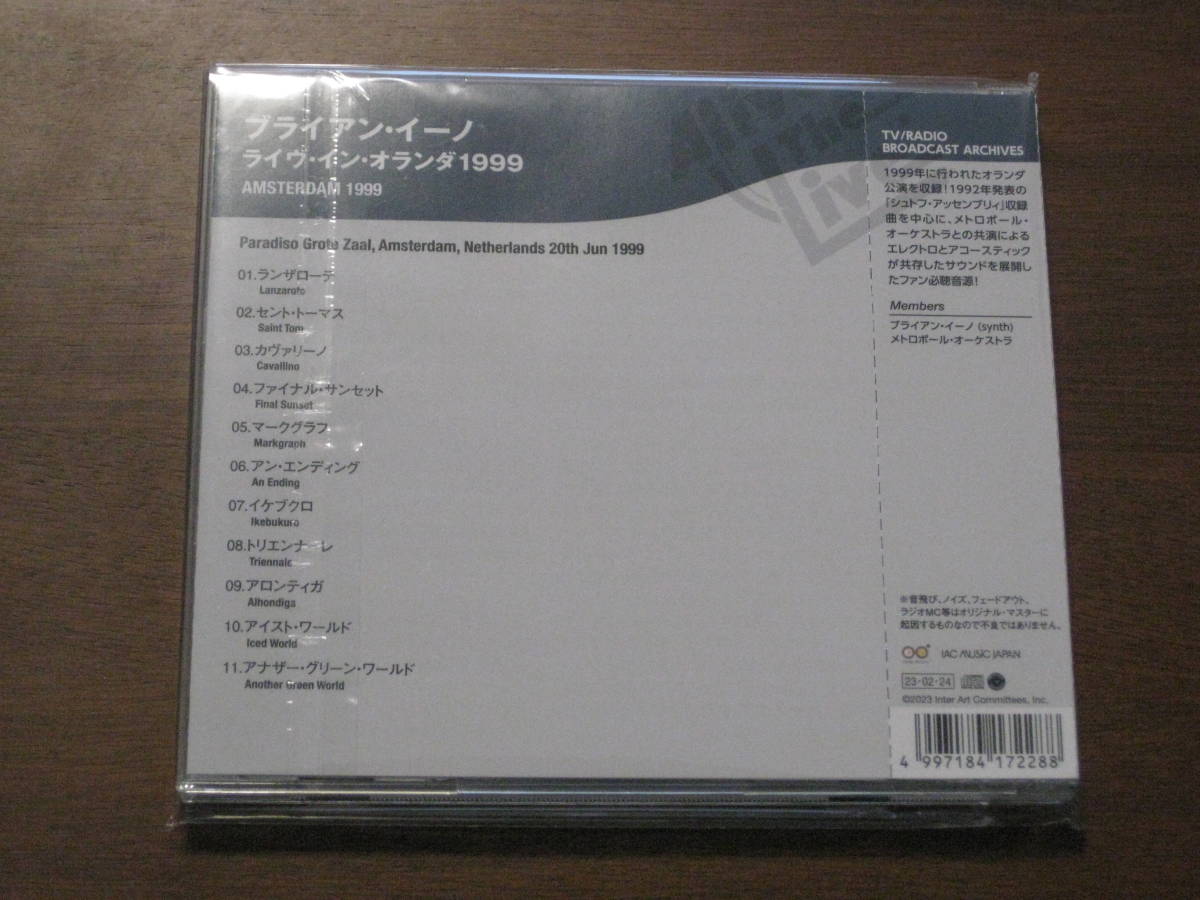 ブライアン・イーノ
ライヴ・イン・オランダ1999
AMSTERDAM 1999
Paradiso Grote Zaal, Amsterdam, Netherlands 20th Jun 1999
01.ランザローテ
Lanzarote
02.セント・トーマス
Saint Tom
03.カヴァリーノ
Cavallino
04.ファイナル・サンセット
Final Sunset
05.マークグラフ
Markgraph
06.アン・エンディング
An Ending
07.イケブクロ
Ikebukuro
08.トリエンナーレ
Triennale
09.アロンティガ
Alhondiga
10.アイスト・ワールド
Iced World
11.アナザー・グリーン・ワールド
Another Green World
Alive
The
Live
TV/RADIO
BROADCAST ARCHIVES
1999年に行われたオランダ
公演を収録!1992年発表の
「シュトフ・アッセンブリィ」収録
曲を中心に、メトロポール・
オーケストラとの共演による
エレクトロとアコースティック
が共存したサウンドを展開し
たファン必聴音源!
Members
ブライアン・イーノ (synth)
メトロポール・オーケストラ
※音飛び、ノイズ、フェードアウト、
ラジオMC等はオリジナル・マスターに
起因するものなので不良ではありません。
IAC MUSIC JAPAN
23・02・24
©2023 Inter Art Committees, Inc.
4 997184 172288